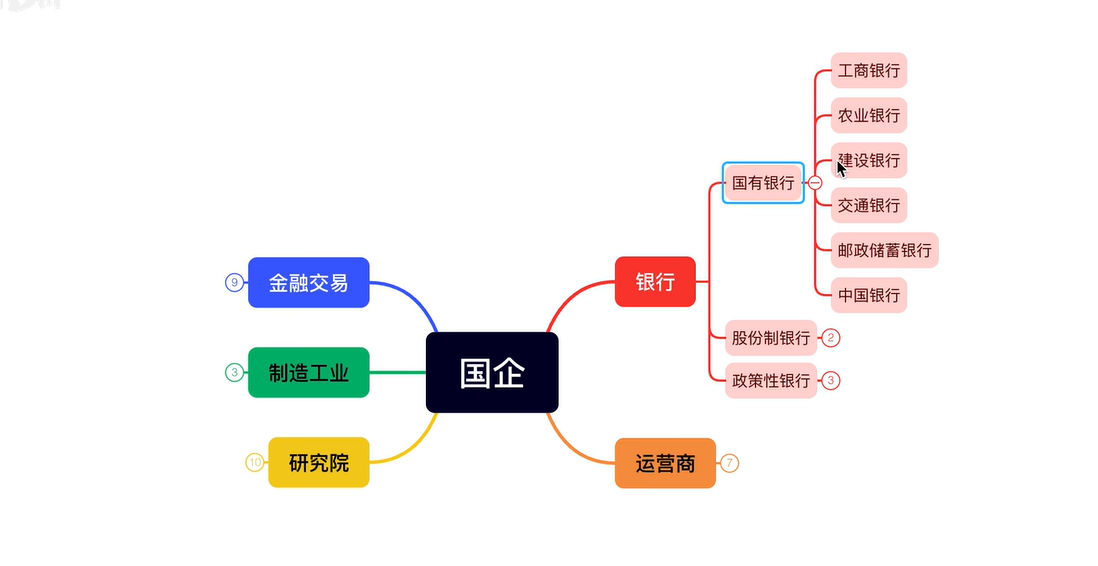 国企
银行
国有银行
工商银行
农业银行
建设银行
交通银行
邮政储蓄银行
中国银行
股份制银行
2
政策性银行
3
运营商
7
金融交易
9
制造工业
3
研究院
10